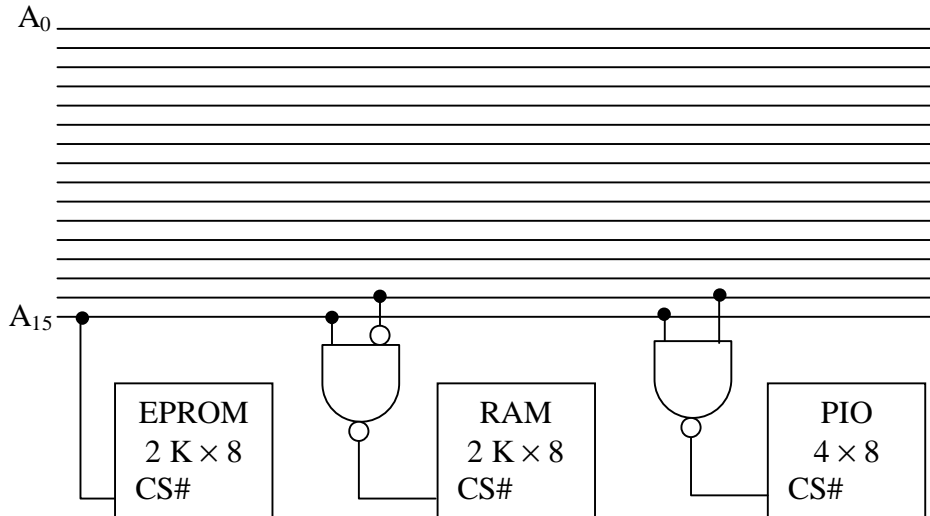 A₀
A₁₅
EPROM
2 K × 8
CS#
RAM
2 K × 8
CS#
PIO
4 × 8
CS#